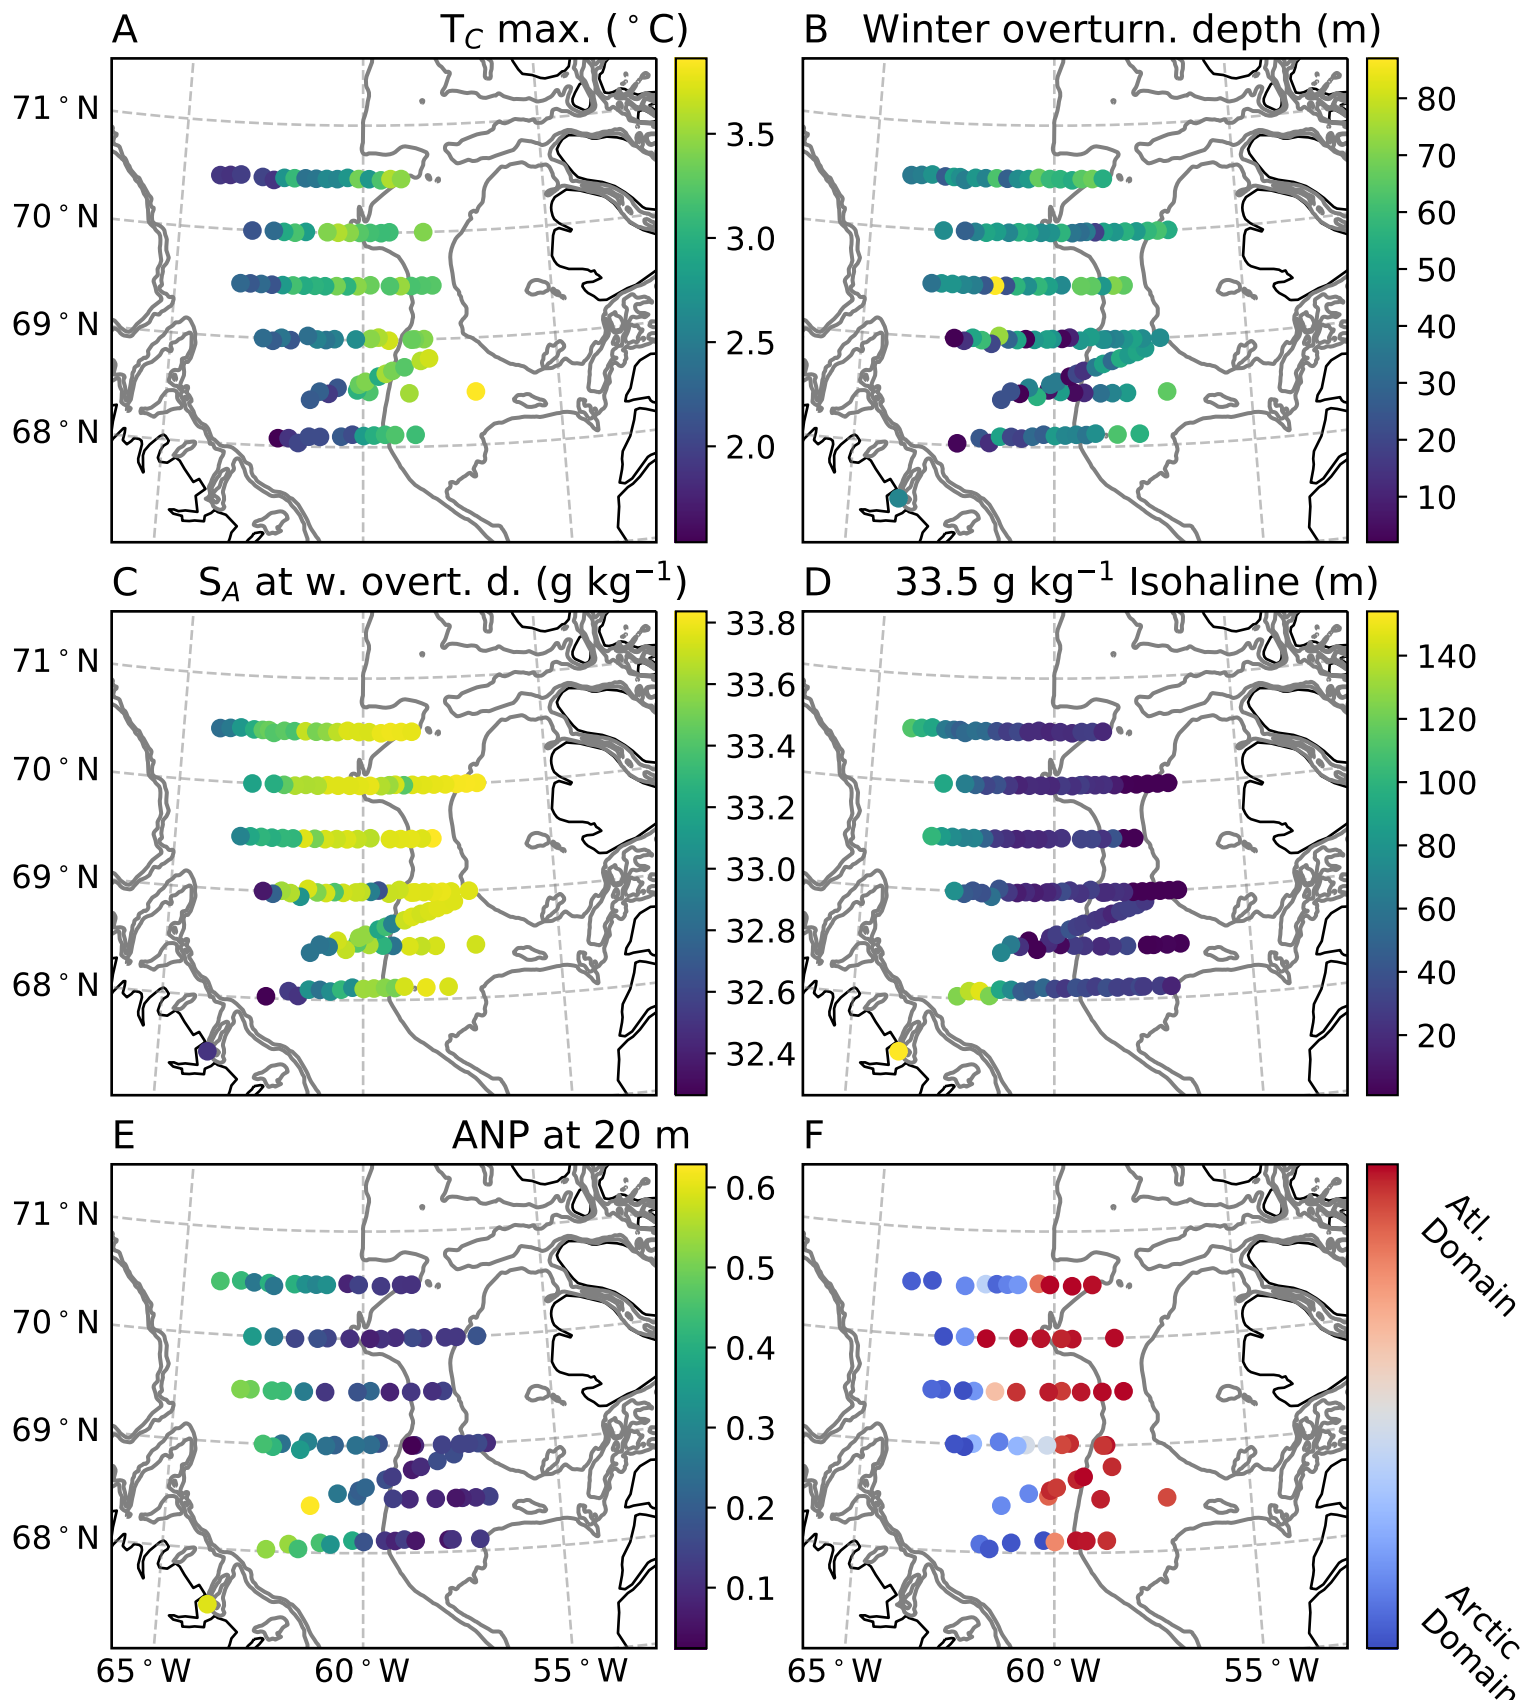 A T_C max. (°C)
B Winter overturn. depth (m)
71°N
70°N
69°N
68°N
3.5
3.0
2.5
2.0
80
70
60
50
40
30
20
10
C S_A at w. overt. d. (g kg⁻¹)
D 33.5 g kg⁻¹ Isohaline (m)
71°N
70°N
69°N
68°N
33.8
33.6
33.4
33.2
33.0
32.8
32.6
32.4
140
120
100
80
60
40
20
E ANP at 20 m
F
71°N
70°N
69°N
68°N
0.6
0.5
0.4
0.3
0.2
0.1
Atl.
Domain
Arctic
Domain
65°W 60°W 55°W
65°W 60°W 55°W